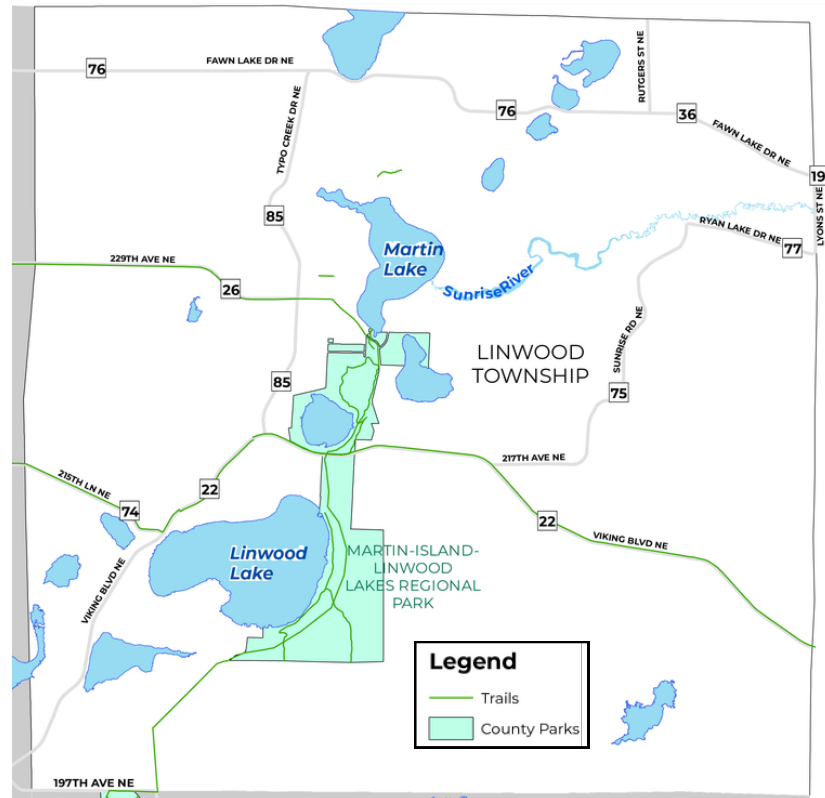 FAWN LAKE DR NE
76
RUTGERS ST NE
76
36
FAWN LAKE DR NE
TYPO CREEK DR NE
19
LYONS ST NE
85
RYAN LAKE DR NE
77
Martin
Lake
229TH AVE NE
SunriseRiver
26
SUNRISE RD NE
LINWOOD
TOWNSHIP
85
75
217TH AVE NE
215TH LN NE
22
74
22
VIKING BLVD NE
Linwood
Lake
MARTIN-ISLAND-
LINWOOD
LAKES REGIONAL
PARK
VIKING BLVD NE
Legend
Trails
County Parks
197TH AVE NE